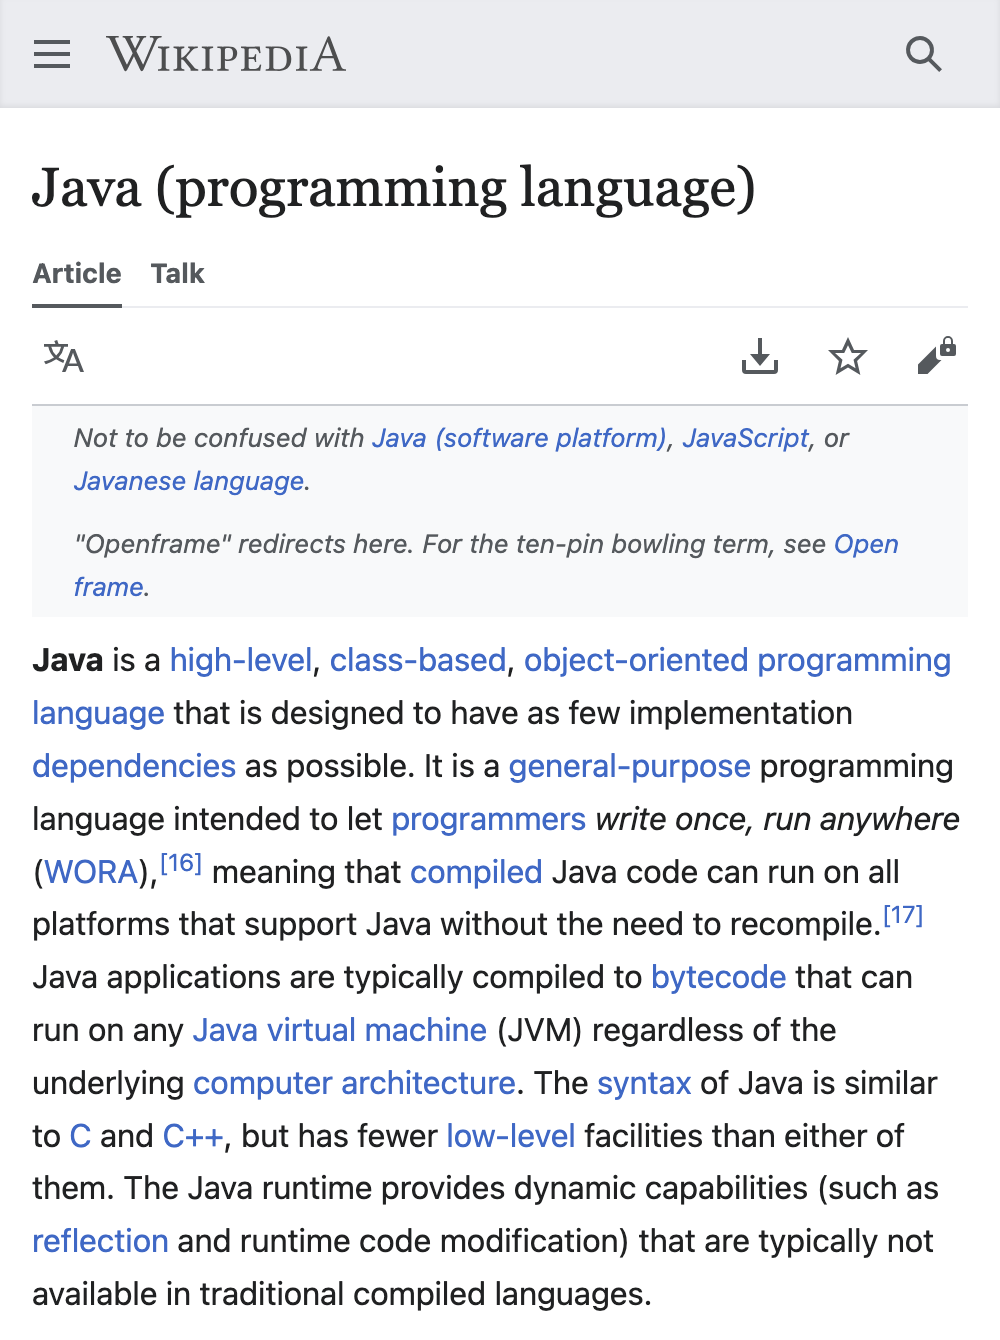 WIKIPEDIA
Java (programming language)
Article Talk
文A
Not to be confused with Java (software platform), JavaScript, or
Javanese language.
"Openframe" redirects here. For the ten-pin bowling term, see Open
frame.
Java is a high-level, class-based, object-oriented programming
language that is designed to have as few implementation
dependencies as possible. It is a general-purpose programming
language intended to let programmers write once, run anywhere
(WORA),[16] meaning that compiled Java code can run on all
platforms that support Java without the need to recompile.[17]
Java applications are typically compiled to bytecode that can
run on any Java virtual machine (JVM) regardless of the
underlying computer architecture. The syntax of Java is similar
to C and C++, but has fewer low-level facilities than either of
them. The Java runtime provides dynamic capabilities (such as
reflection and runtime code modification) that are typically not
available in traditional compiled languages.